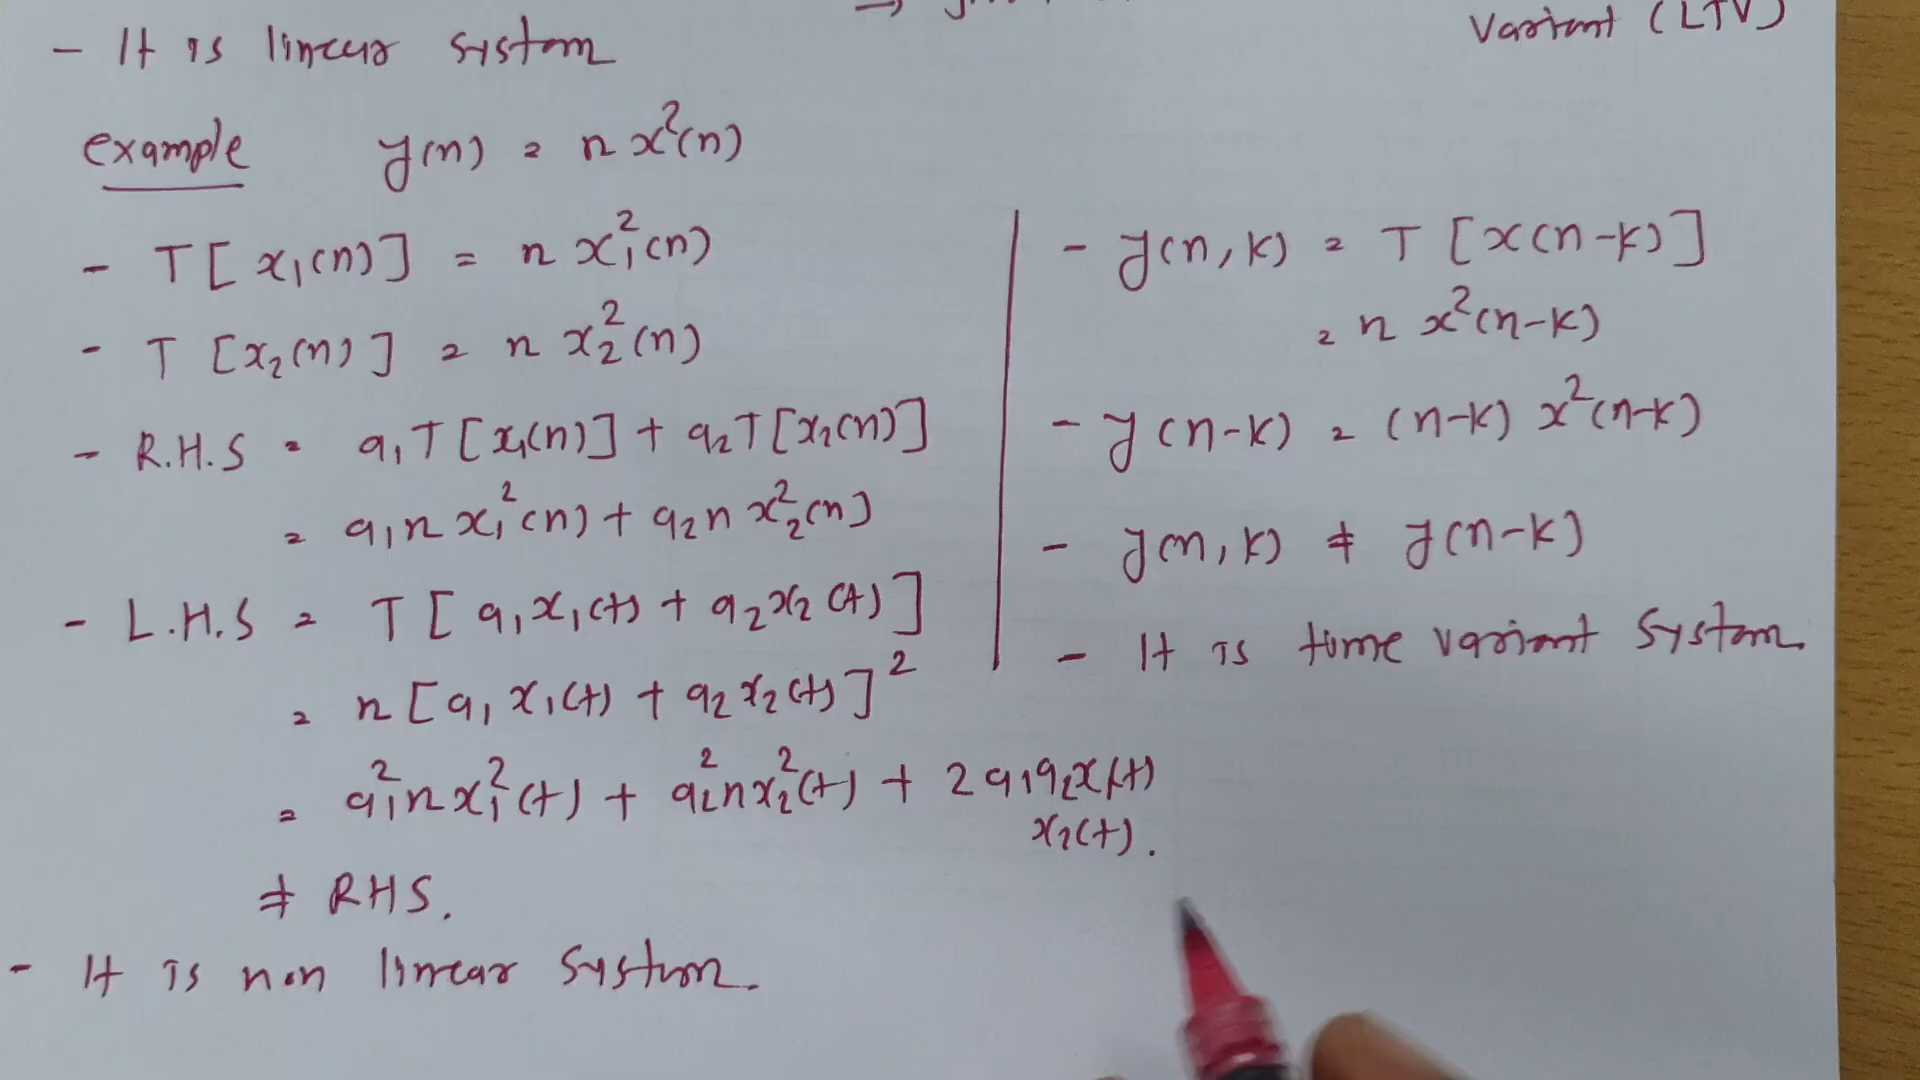 Variant (LTV)
- It is linear system
example y(n) = n x²(n)
- T[x₁(n)] = n x₁²(n)
- T[x₂(n)] = n x₂²(n)
- R.H.S = a₁T[x₁(n)] + a₂T[x₂(n)]
= a₁n x₁²(n) + a₂n x₂²(n)
- L.H.S = T[a₁x₁(t) + a₂x₂(t)]
= n[a₁x₁(t) + a₂x₂(t)]²
= a₁²n x₁²(t) + a₂²n x₂²(t) + 2a₁a₂x(t)
x₂(t).
≠ RHS.
- It is non linear system.
- y(n,k) = T[x(n-k)]
= n x²(n-k)
- y(n-k) = (n-k) x²(n-k)
- y(n,k) ≠ y(n-k)
- It is time variant system.